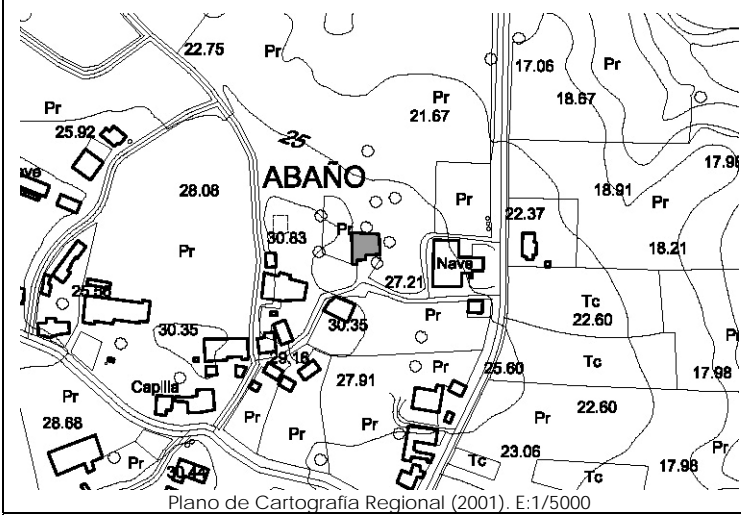 22.75
Pr
17.06
Pr
18.67
Pr
21.67
Pr
25.92
25
17.98
ABAÑO
28.08
18.91
Pr
Pr
22.37
Pr
30.83
Pr
18.21
Pr
Nave
27.21
Tc
22.60
30.35
30.35
Pr
Pr
29.16
Tc
Pr
25.60
17.98
Capilla
27.91
Pr
22.60
Pr
28.68
Pr
Pr
Pr
Pr
23.06
Pr
Pr
Tc
Tc
17.98
Plano de Cartografía Regional (2001). E:1/5000